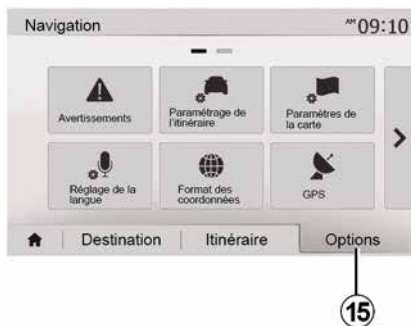 Navigation
AM 09:10
Avertissements
Paramétrage de
l'itinéraire
Paramètres de
la carte
Réglage de la
langue
Format des
coordonnées
GPS
Destination
Itinéraire
Options
15